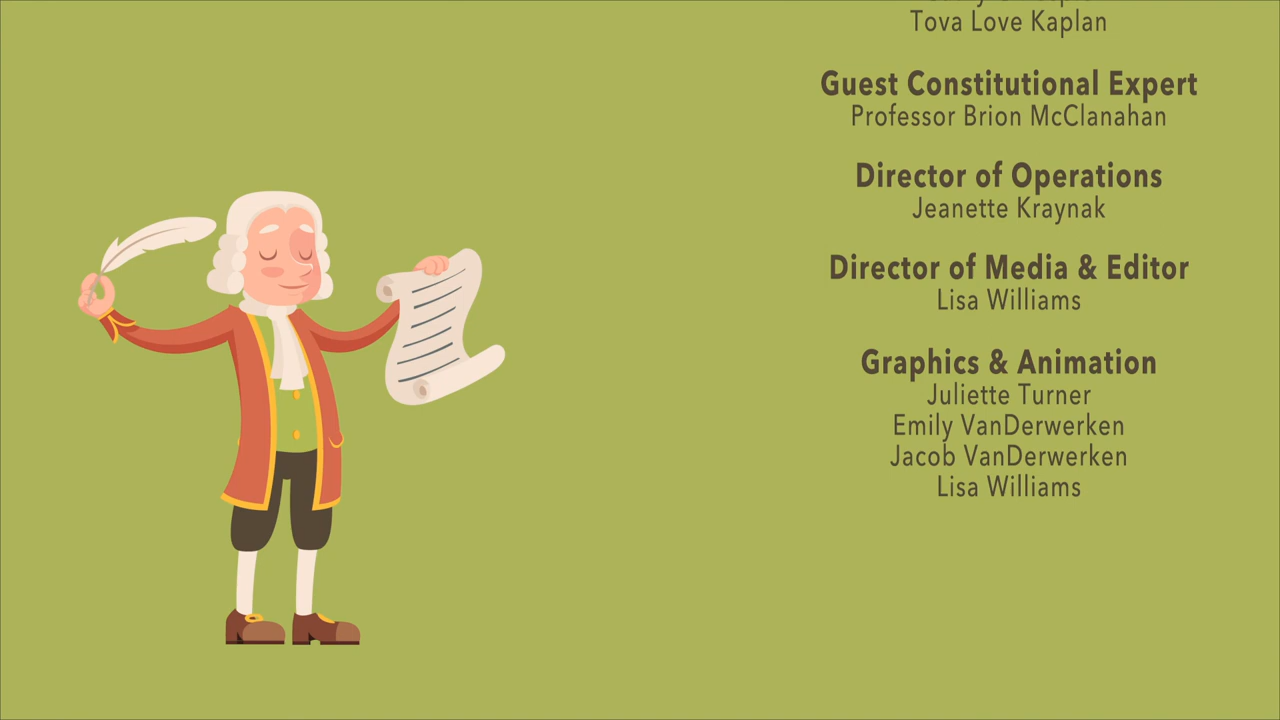 Tova Love Kaplan
Guest Constitutional Expert
Professor Brion McClanahan
Director of Operations
Jeanette Kraynak
Director of Media & Editor
Lisa Williams
Graphics & Animation
Juliette Turner
Emily VanDerwerken
Jacob VanDerwerken
Lisa Williams